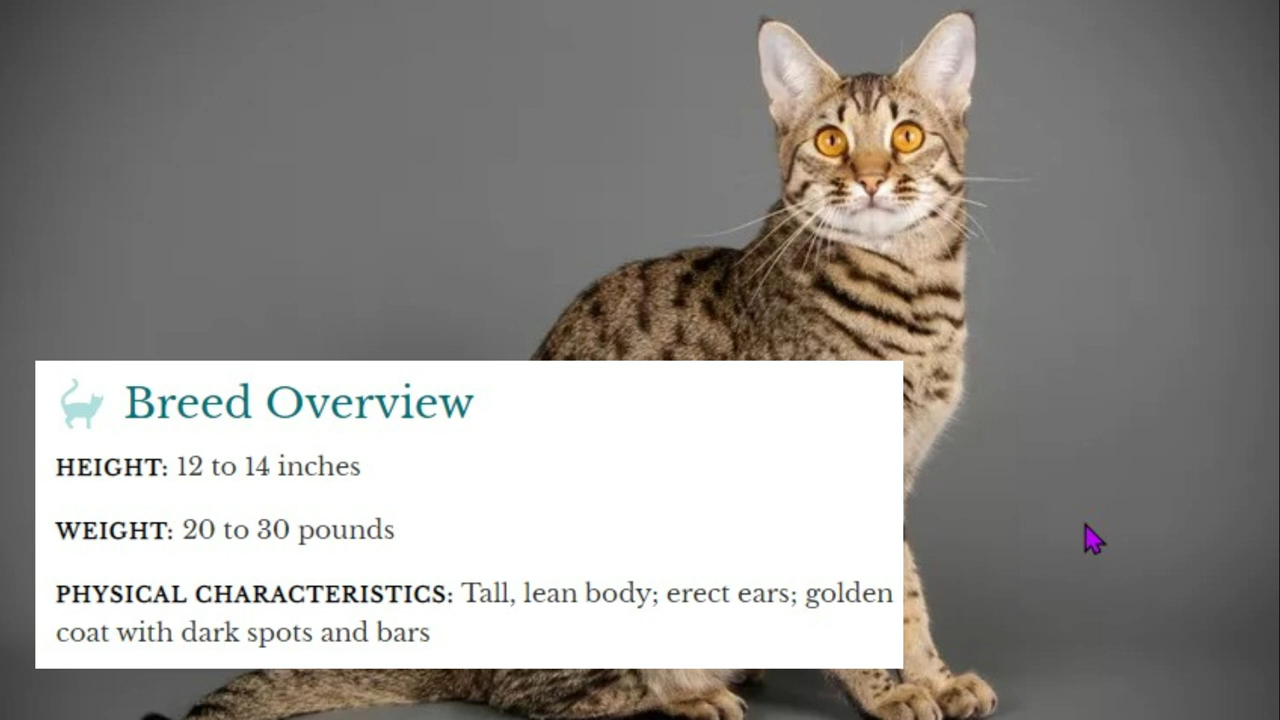 Breed Overview
HEIGHT: 12 to 14 inches
WEIGHT: 20 to 30 pounds
PHYSICAL CHARACTERISTICS: Tall, lean body; erect ears; golden
coat with dark spots and bars